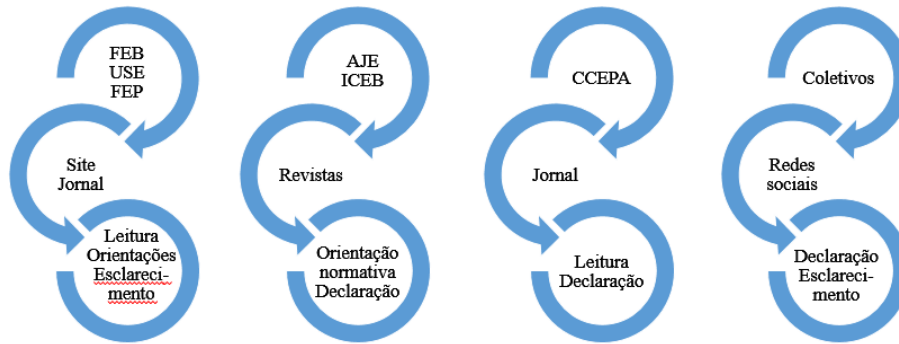 FEB
USE
FEP
Site
Jornal
Leitura
Orientações
Esclareci-
mento
AJE
ICEB
Revistas
Orientação
normativa
Declaração
CCEPA
Jornal
Leitura
Declaração
Coletivos
Redes
sociais
Declaração
Esclareci-
mento